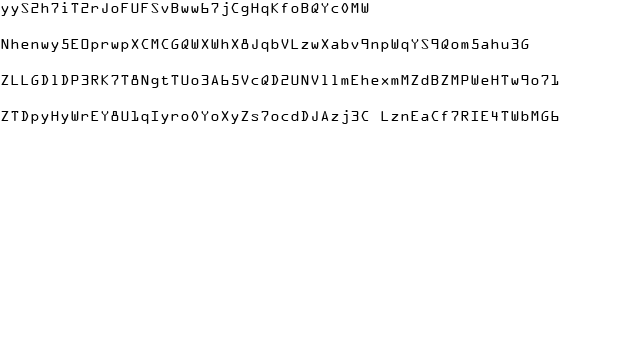 yyS2h7iT2rJoFUFSvBww67jCgHqKfoBQYc0MW
Nhenwy5E0prwpXCMCGQWXWhX8JqbVLzwXabv9npWqYS9Qom5ahu3G
ZLLGD1DP3RK7T8NgtTUo3A65VcQD2UNV11mEhexmMZdBZMPWeHTw9o71
ZTDpyHyWrEY8U1qIyro0YoXyZs7ocdDJAzj3C LznEaCf7RIE4TWbMG6